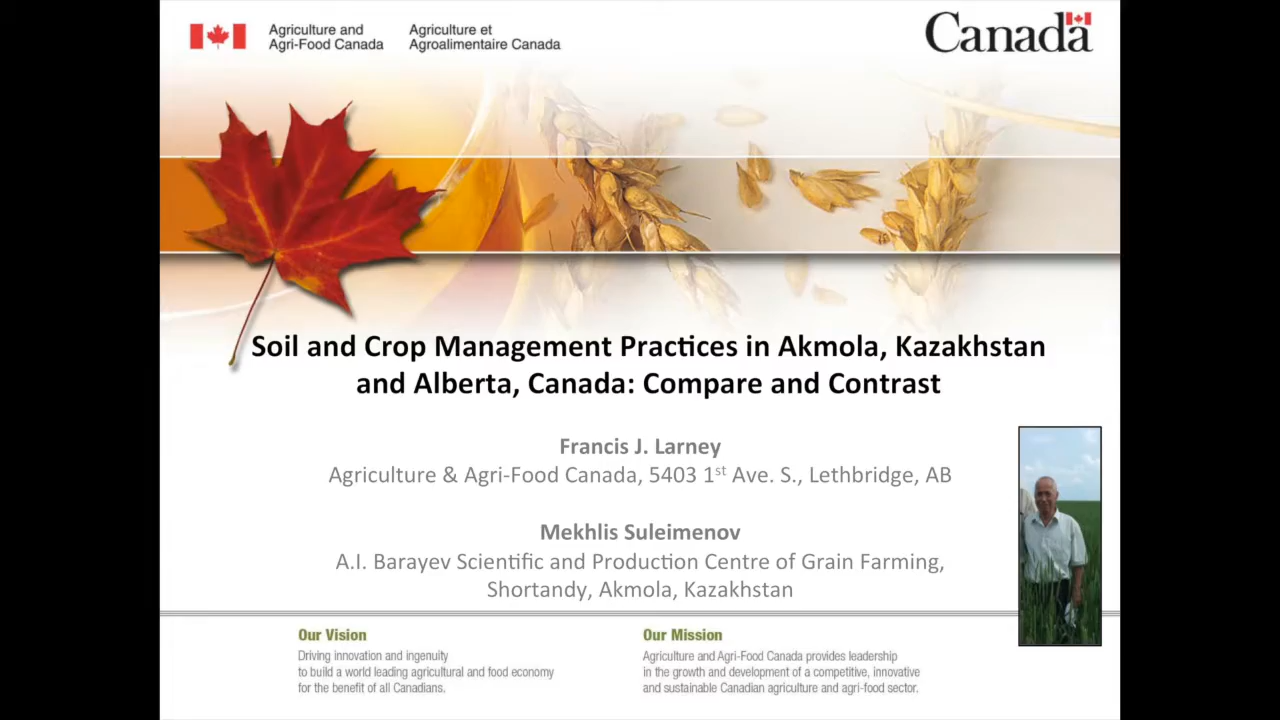 Agriculture and
Agri-Food Canada
Agriculture et
Agroalimentaire Canada
Canada
Soil and Crop Management Practices in Akmola, Kazakhstan
and Alberta, Canada: Compare and Contrast
Francis J. Larney
Agriculture & Agri-Food Canada, 5403 1st Ave. S., Lethbridge, AB
Mekhlis Suleimenov
A.I. Barayev Scientific and Production Centre of Grain Farming,
Shortandy, Akmola, Kazakhstan
Our Vision
Driving innovation and ingenuity
to build a world leading agricultural and food economy
for the benefit of all Canadians.
Our Mission
Agriculture and Agri-Food Canada provides leadership
in the growth and development of a competitive, innovative
and sustainable Canadian agriculture and agri-food sector.